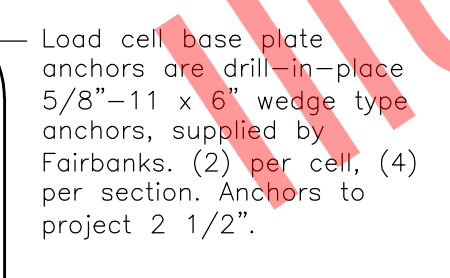 Load cell base plate
anchors are drill-in-place
5/8"-11 x 6" wedge type
anchors, supplied by
Fairbanks. (2) per cell, (4)
per section. Anchors to
project 2 1/2".